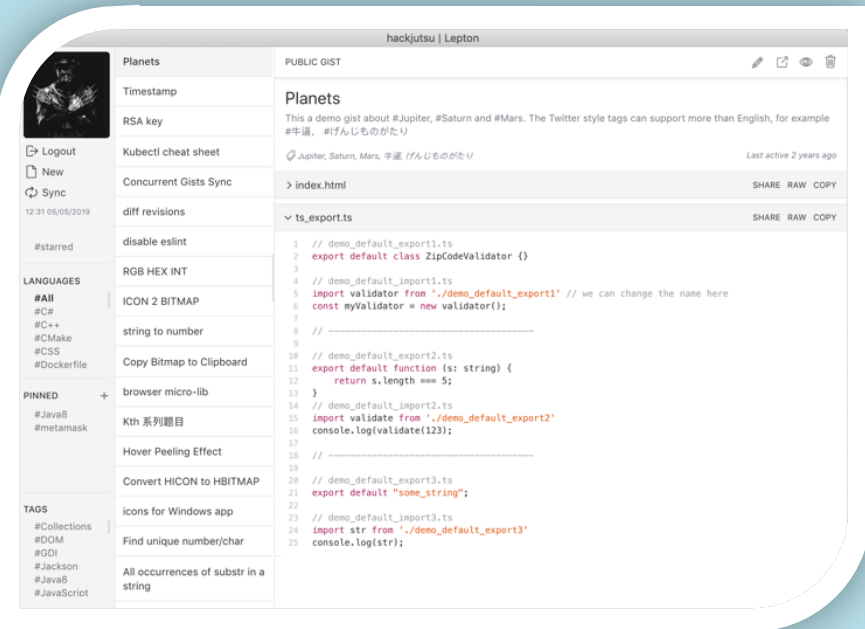 hackjutsu | Lepton
Logout
New
Sync
12:31 05/05/2019
#starred
LANGUAGES
#All
#C#
#C++
#CMake
#CSS
#Dockerfile
PINNED +
#Java8
#metamask
TAGS
#Collections
#DOM
#GDI
#Jackson
#Java8
#JavaScript
Planets
Timestamp
RSA key
Kubectl cheat sheet
Concurrent Gists Sync
diff revisions
disable eslint
RGB HEX INT
ICON 2 BITMAP
string to number
Copy Bitmap to Clipboard
browser micro-lib
Kth 系列题目
Hover Peeling Effect
Convert HICON to HBITMAP
icons for Windows app
Find unique number/char
All occurrences of substr in a
string
PUBLIC GIST
Planets
This a demo gist about #Jupiter, #Saturn and #Mars. The Twitter style tags can support more than English, for example
#牛逼, #げんじものがたり
Jupiter, Saturn, Mars, 牛逼, げんじものがたり Last active 2 years ago
index.html SHARE RAW COPY
ts_export.ts SHARE RAW COPY
1 // demo_default_export1.ts
2 export default class ZipCodeValidator {}
3
4 // demo_default_import1.ts
5 import validator from './demo_default_export1' // we can change the name here
6 const myValidator = new validator();
7
8 // --------------------------------------
9
10 // demo_default_export2.ts
11 export default function (s: string) {
12 return s.length === 5;
13 }
14 // demo_default_import2.ts
15 import validate from './demo_default_export2'
16 console.log(validate(123);
17
18 // --------------------------------------
19
20 // demo_default_export3.ts
21 export default "some_string";
22
23 // demo_default_import3.ts
24 import str from './demo_default_export3'
25 console.log(str);